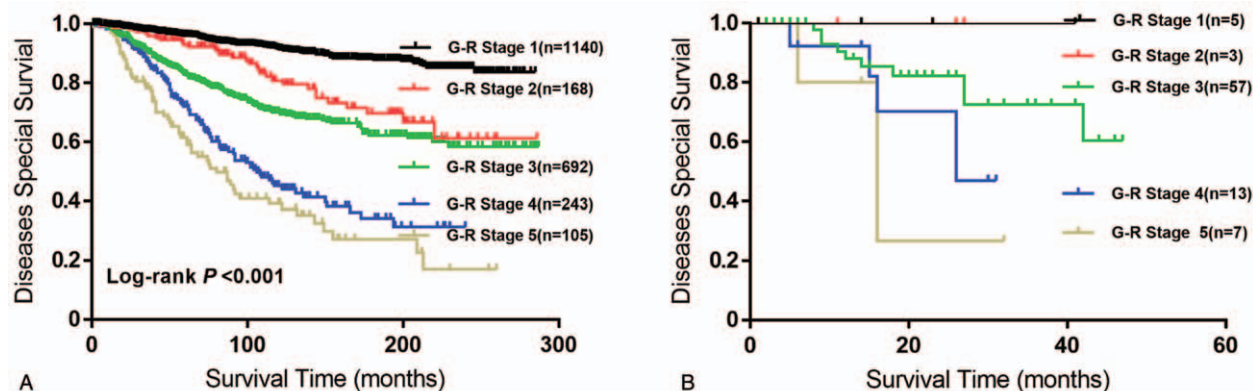 Diseases Special Survival
1.0
0.8
0.6
0.4
0.2
0
G-R Stage 1(n=1140)
G-R Stage 2(n=168)
G-R Stage 3(n=692)
G-R Stage 4(n=243)
G-R Stage 5(n=105)
Log-rank P <0.001
0 100 200 300
Survival Time (months)
A
Diseases Special Survival
1.0
0.8
0.6
0.4
0.2
0
G-R Stage 1(n=5)
G-R Stage 2(n=3)
G-R Stage 3(n=57)
G-R Stage 4(n=13)
G-R Stage 5(n=7)
0 20 40 60
Survival Time (months)
B